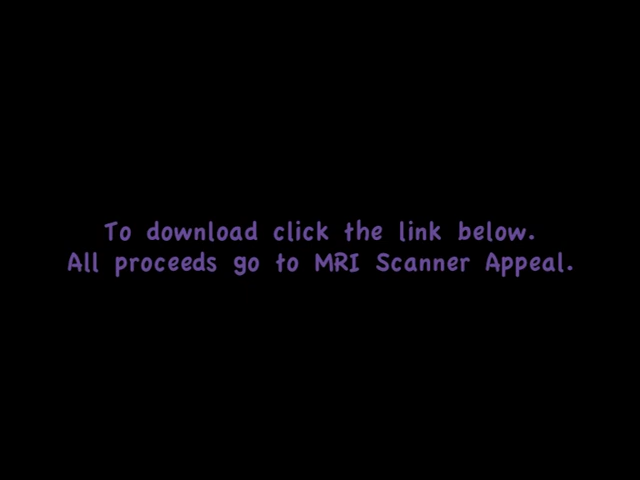 To download click the link below.
All proceeds go to MRI Scanner Appeal.